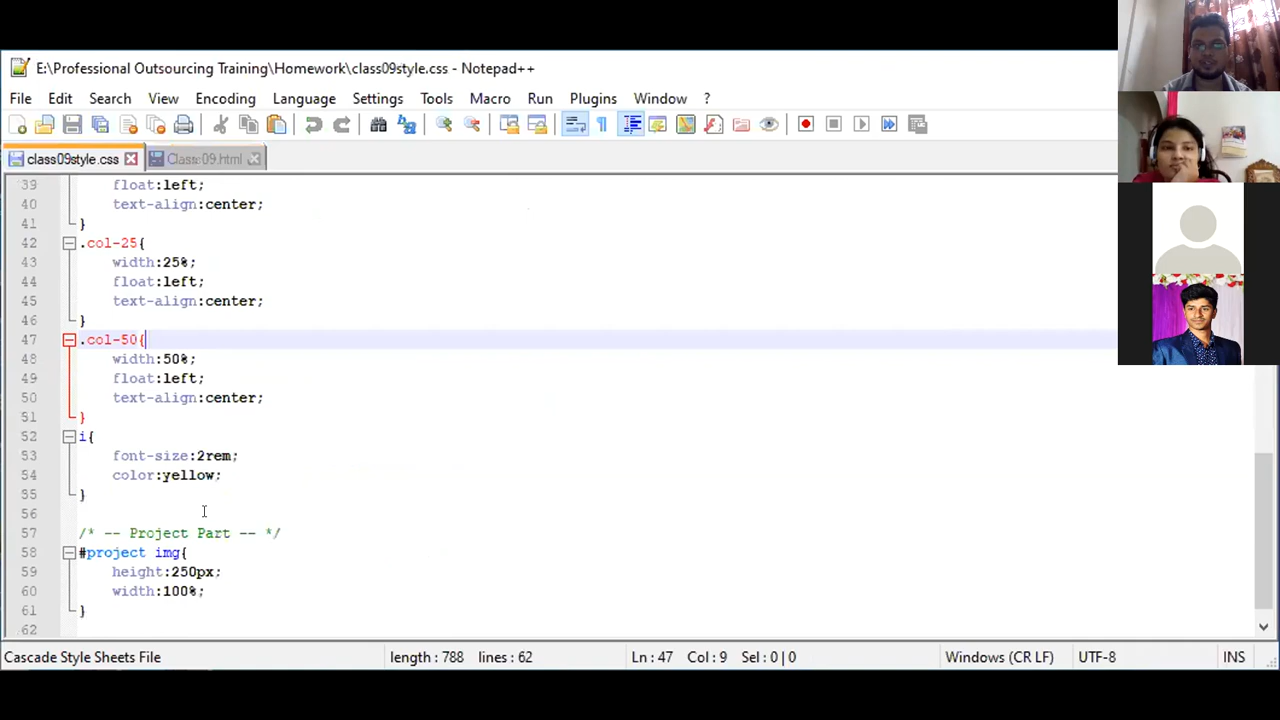 E:\Professional Outsourcing Training\Homework\class09style.css - Notepad++
File Edit Search View Encoding Language Settings Tools Macro Run Plugins Window ?
class09style.css Class 09.html
39 float:left;
40 text-align:center;
41 }
42 .col-25{
43 width:25%;
44 float:left;
45 text-align:center;
46 }
47 .col-50{
48 width:50%;
49 float:left;
50 text-align:center;
51 }
52 i{
53 font-size:2rem;
54 color:yellow;
55 }
56
57 /* -- Project Part -- */
58 #project img{
59 height:250px;
60 width:100%;
61 }
62
Cascade Style Sheets File length : 788 lines : 62 Ln : 47 Col : 9 Sel : 0 | 0 Windows (CR LF) UTF-8 INS